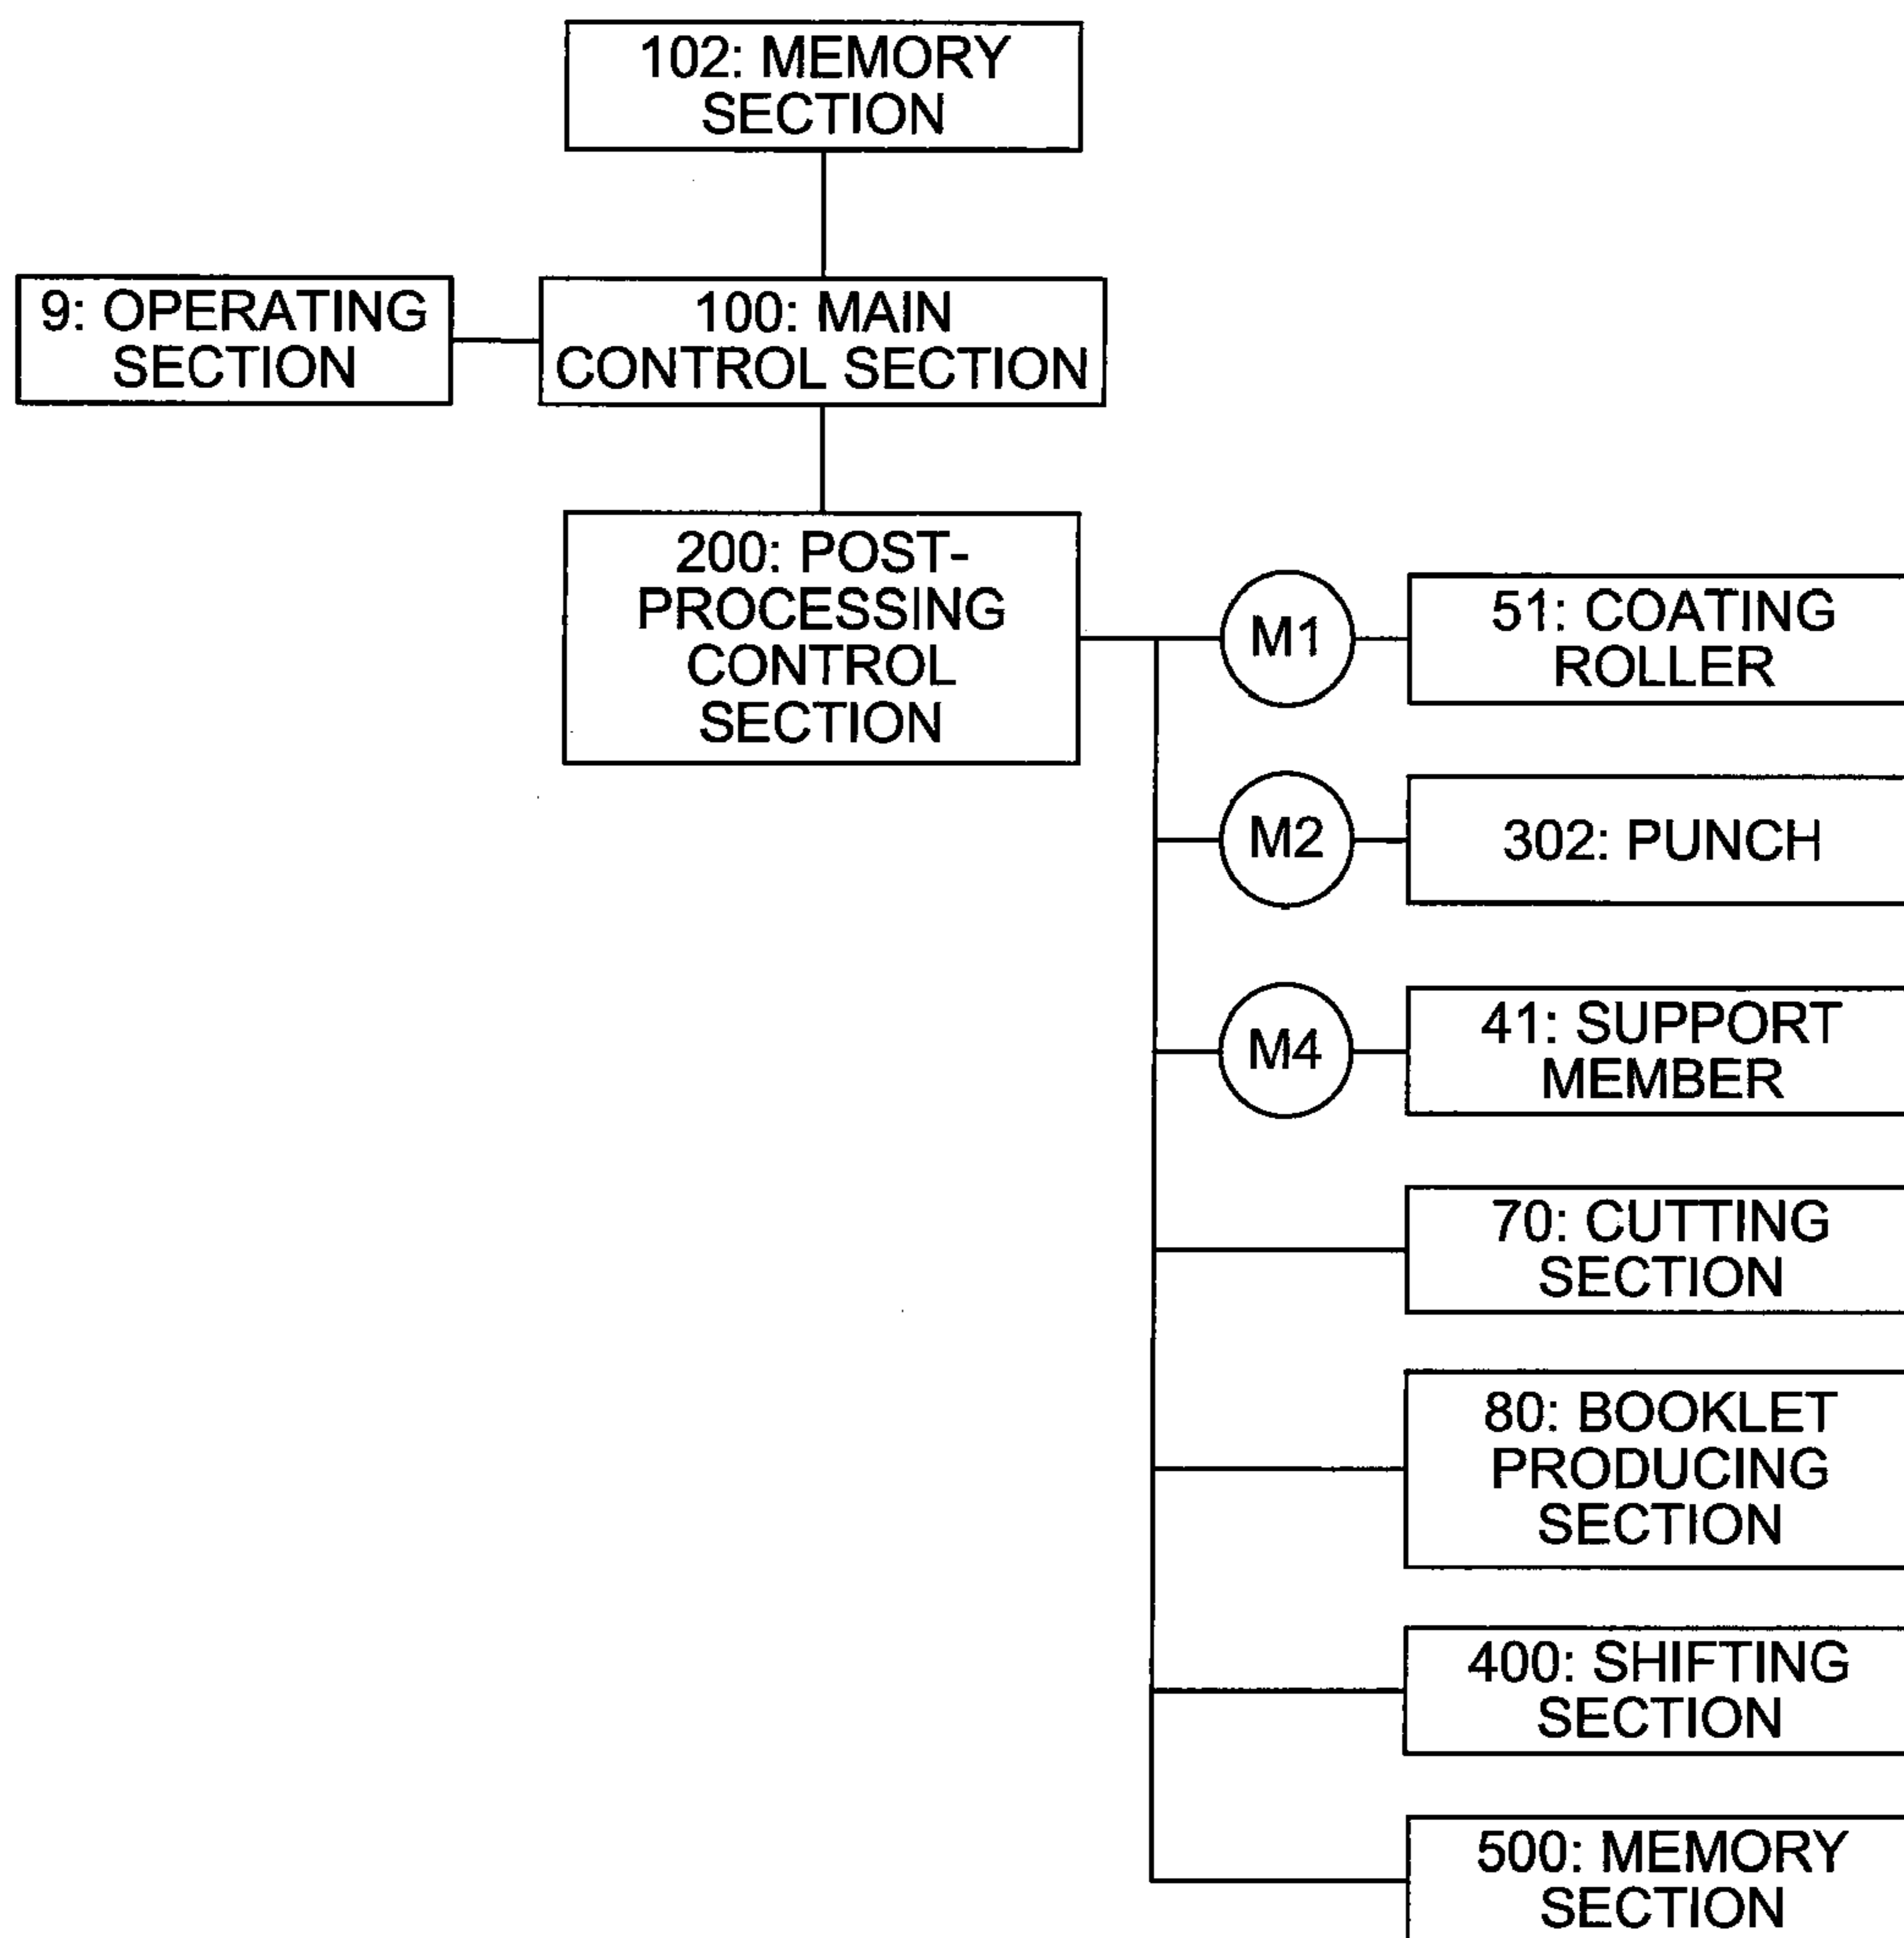 102: MEMORY
SECTION
9: OPERATING
SECTION
100: MAIN
CONTROL SECTION
200: POST-
PROCESSING
CONTROL
SECTION
M1
51: COATING
ROLLER
M2
302: PUNCH
M4
41: SUPPORT
MEMBER
70: CUTTING
SECTION
80: BOOKLET
PRODUCING
SECTION
400: SHIFTING
SECTION
500: MEMORY
SECTION